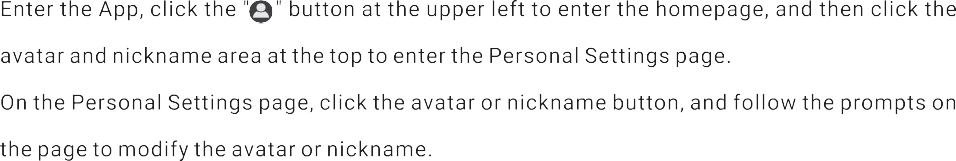 Enter the App, click the "" button at the upper left to enter the homepage, and then click the
avatar and nickname area at the top to enter the Personal Settings page.
On the Personal Settings page, click the avatar or nickname button, and follow the prompts on
the page to modify the avatar or nickname.